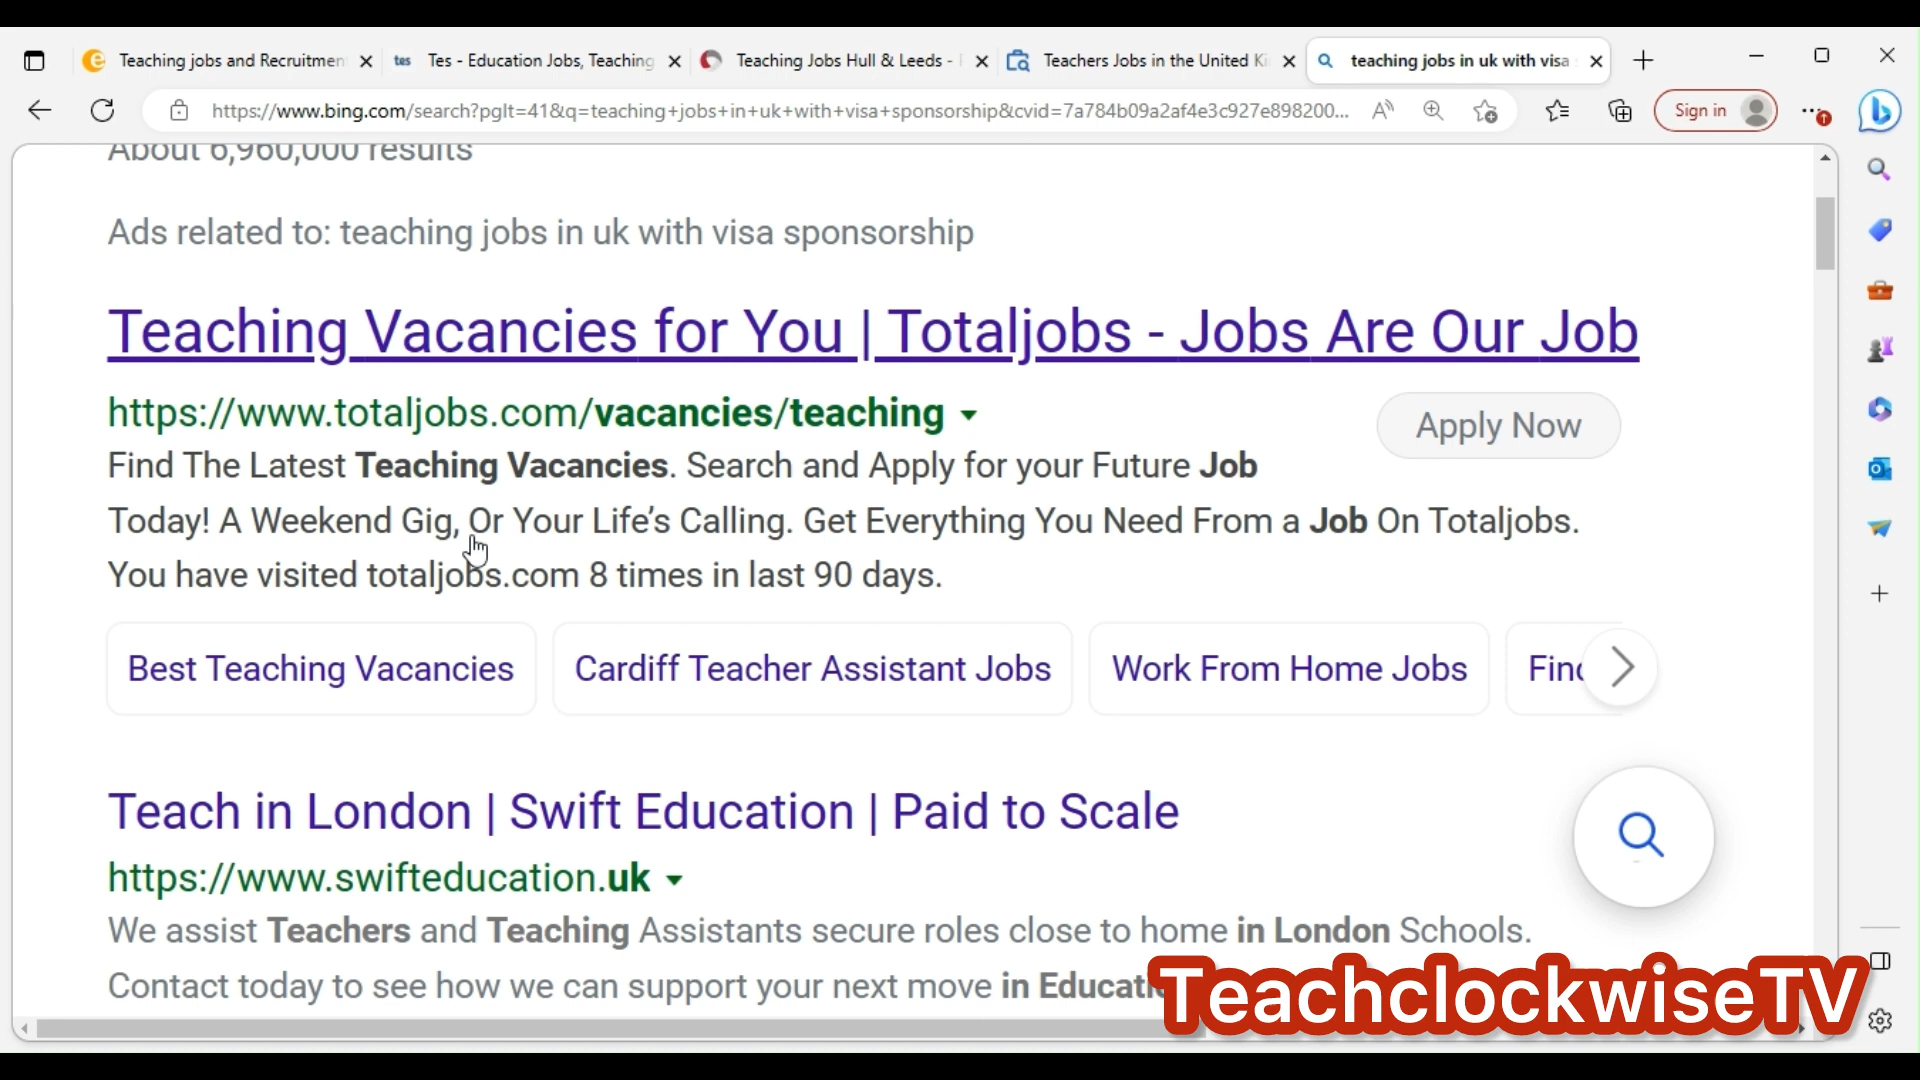 Teaching jobs and Recruitmen
tes Tes - Education Jobs, Teaching
Teaching Jobs Hull & Leeds -
Teachers Jobs in the United Ki
teaching jobs in uk with visa
https://www.bing.com/search?pglt=41&q=teaching+jobs+in+uk+with+visa+sponsorship&cvid=7a784b09a2af4e3c927e898200...
Sign in
About 6,960,000 results
Ads related to: teaching jobs in uk with visa sponsorship
Teaching Vacancies for You | Totaljobs - Jobs Are Our Job
https://www.totaljobs.com/vacancies/teaching
Apply Now
Find The Latest Teaching Vacancies. Search and Apply for your Future Job
Today! A Weekend Gig, Or Your Life's Calling. Get Everything You Need From a Job On Totaljobs.
You have visited totaljobs.com 8 times in last 90 days.
Best Teaching Vacancies
Cardiff Teacher Assistant Jobs
Work From Home Jobs
Find
Teach in London | Swift Education | Paid to Scale
https://www.swifteducation.uk
We assist Teachers and Teaching Assistants secure roles close to home in London Schools.
Contact today to see how we can support your next move in Educati
TeachclockwiseTV